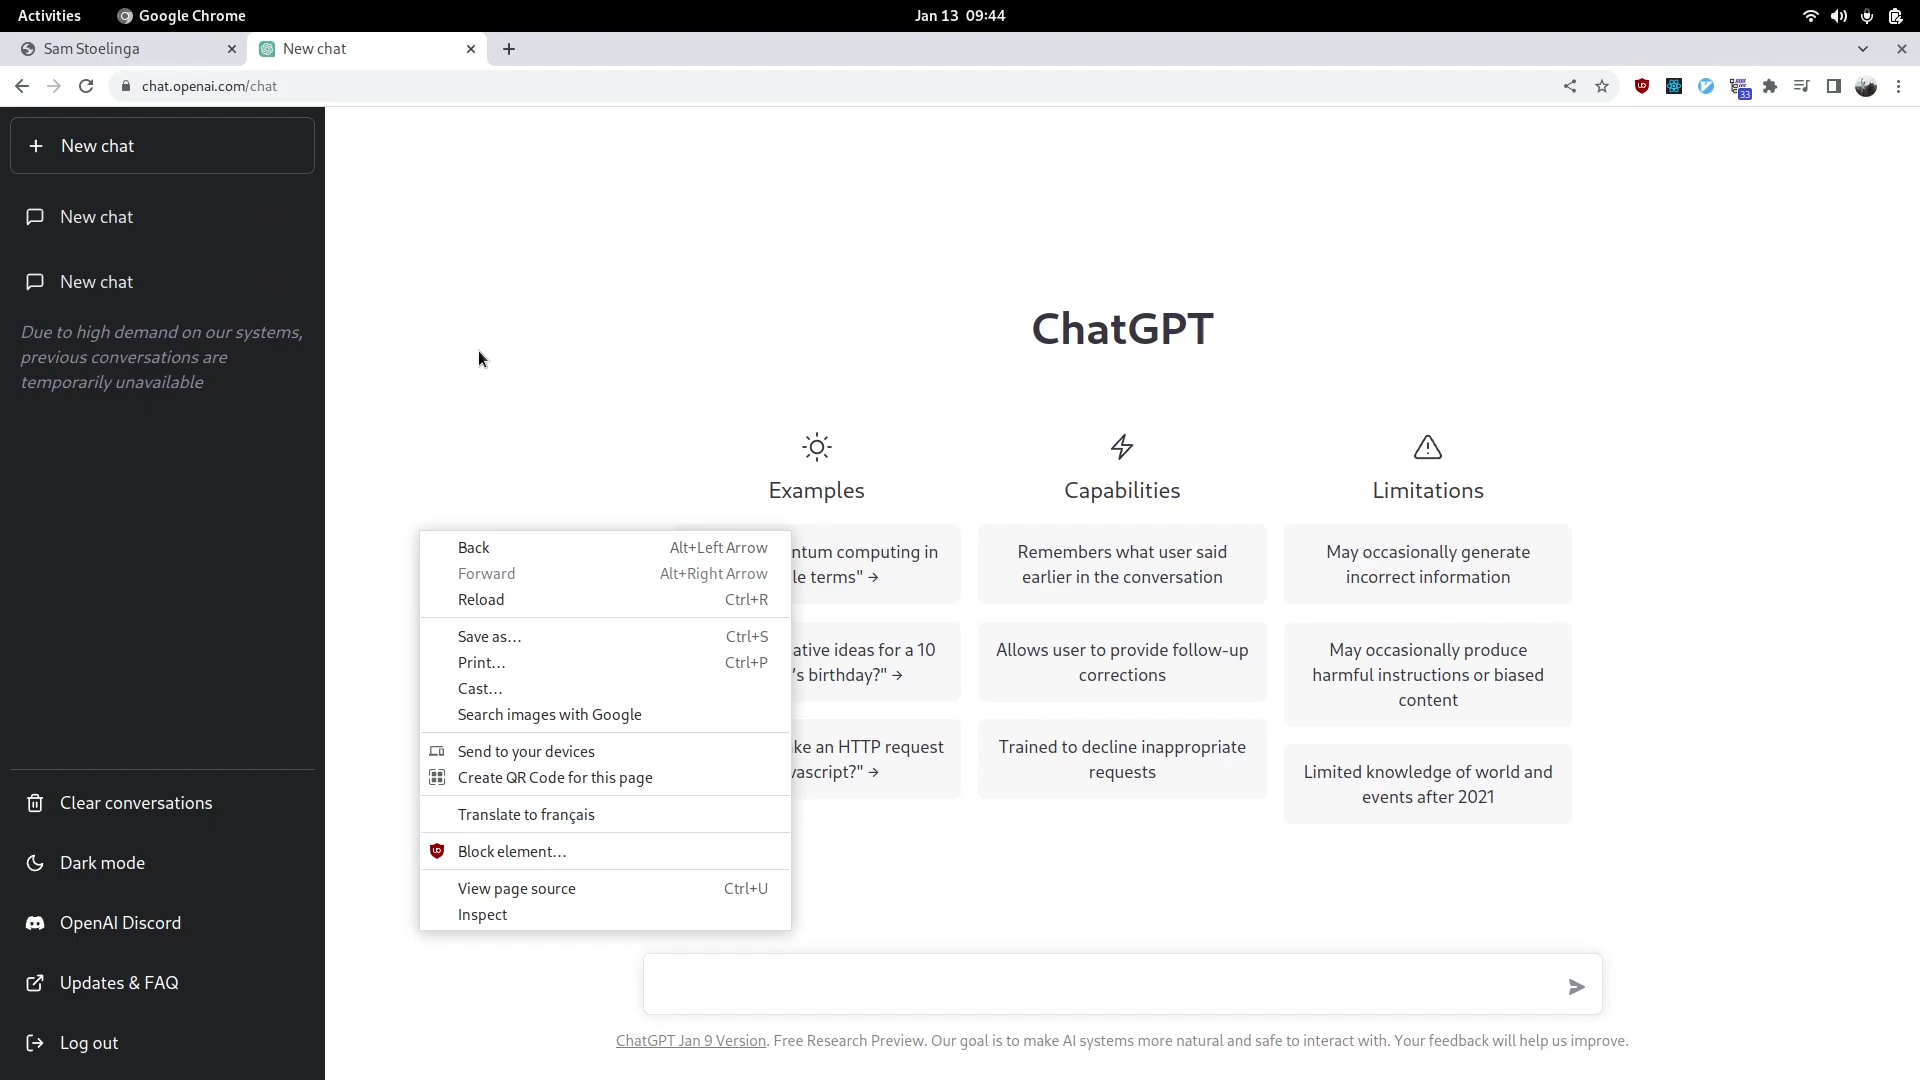 Activities
Google Chrome
Jan 13 09:44
Sam Stoelinga
New chat
chat.openai.com/chat
33
New chat
New chat
New chat
Due to high demand on our systems,
previous conversations are
temporarily unavailable
Clear conversations
Dark mode
OpenAI Discord
Updates & FAQ
Log out
ChatGPT
Examples
ntum computing in
le terms" →
ative ideas for a 10
's birthday?" →
ke an HTTP request
vascript?" →
Capabilities
Remembers what user said
earlier in the conversation
Allows user to provide follow-up
corrections
Trained to decline inappropriate
requests
Limitations
May occasionally generate
incorrect information
May occasionally produce
harmful instructions or biased
content
Limited knowledge of world and
events after 2021
Back Alt+Left Arrow
Forward Alt+Right Arrow
Reload Ctrl+R
Save as... Ctrl+S
Print... Ctrl+P
Cast...
Search images with Google
Send to your devices
Create QR Code for this page
Translate to français
Block element...
View page source Ctrl+U
Inspect
ChatGPT Jan 9 Version. Free Research Preview. Our goal is to make AI systems more natural and safe to interact with. Your feedback will help us improve.